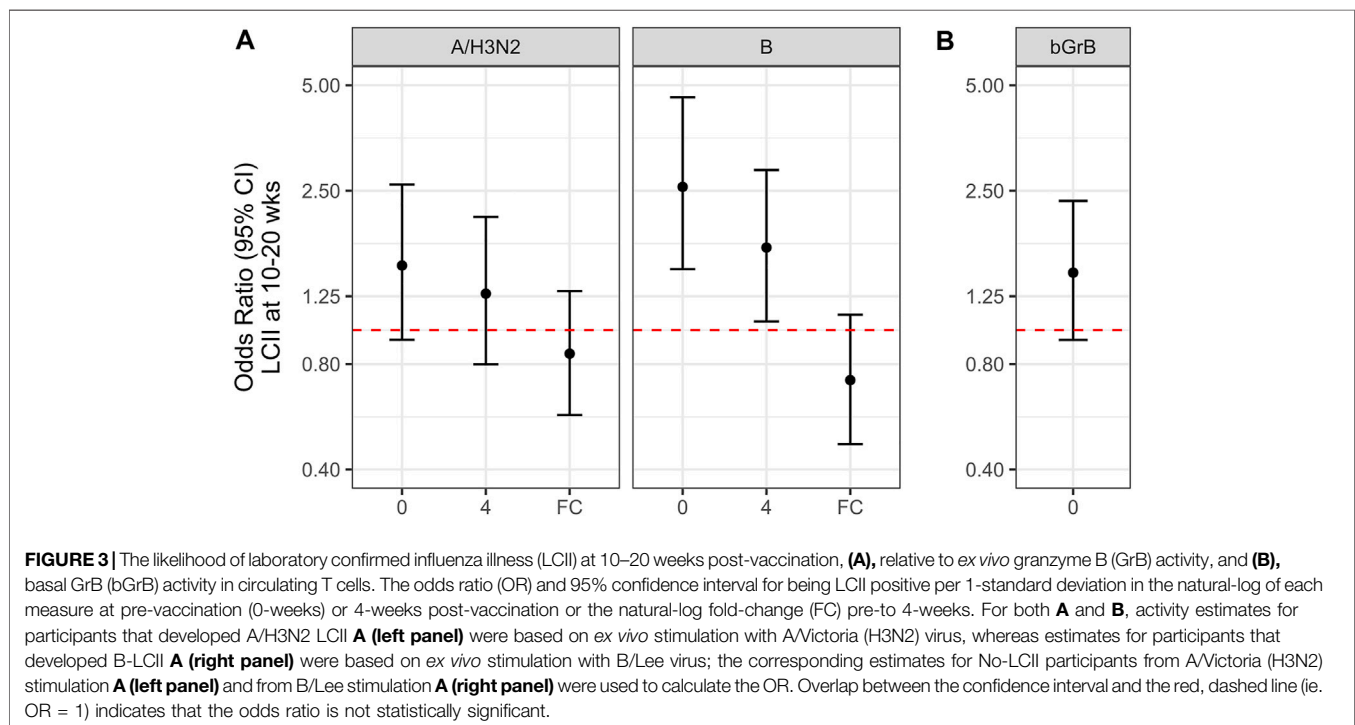 A
A/H3N2
B
B
bGrB
Odds Ratio (95% CI)
LCII at 10-20 wks
5.00
2.50
1.25
0.80
0.40
0
4
FC
0
4
FC
5.00
2.50
1.25
0.80
0.40
0
FIGURE 3 | The likelihood of laboratory confirmed influenza illness (LCII) at 10–20 weeks post-vaccination, (A), relative to ex vivo granzyme B (GrB) activity, and (B),
basal GrB (bGrB) activity in circulating T cells. The odds ratio (OR) and 95% confidence interval for being LCII positive per 1-standard deviation in the natural-log of each
measure at pre-vaccination (0-weeks) or 4-weeks post-vaccination or the natural-log fold-change (FC) pre-to 4-weeks. For both A and B, activity estimates for
participants that developed A/H3N2 LCII A (left panel) were based on ex vivo stimulation with A/Victoria (H3N2) virus, whereas estimates for participants that
developed B-LCII A (right panel) were based on ex vivo stimulation with B/Lee virus; the corresponding estimates for No-LCII participants from A/Victoria (H3N2)
stimulation A (left panel) and from B/Lee stimulation A (right panel) were used to calculate the OR. Overlap between the confidence interval and the red, dashed line (ie.
OR = 1) indicates that the odds ratio is not statistically significant.